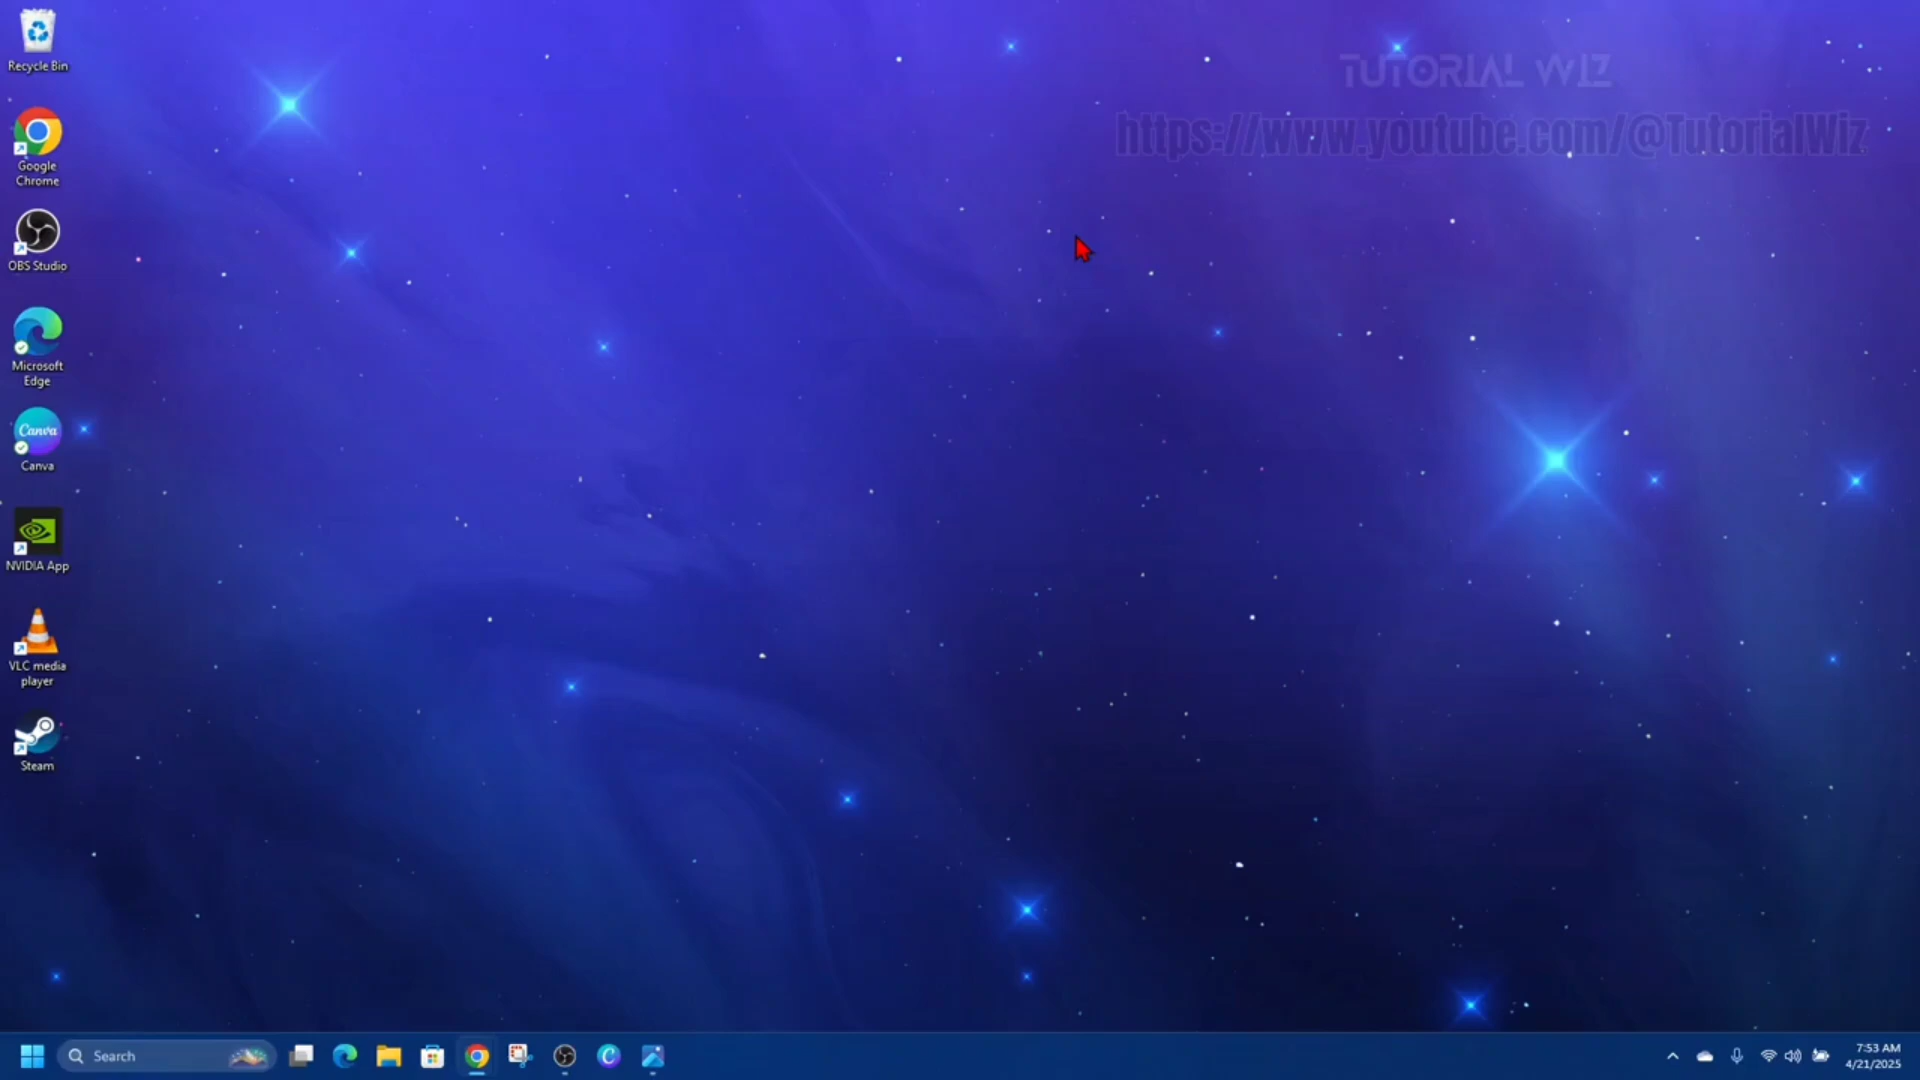 Recycle Bin
TUTORIAL WIZ
https://www.youtube.com/@TutorialWiz
Google
Chrome
OBS Studio
Microsoft
Edge
Canva
Canva
NVIDIA App
VLC media
player
Steam
Search
7:53 AM
4/21/2025